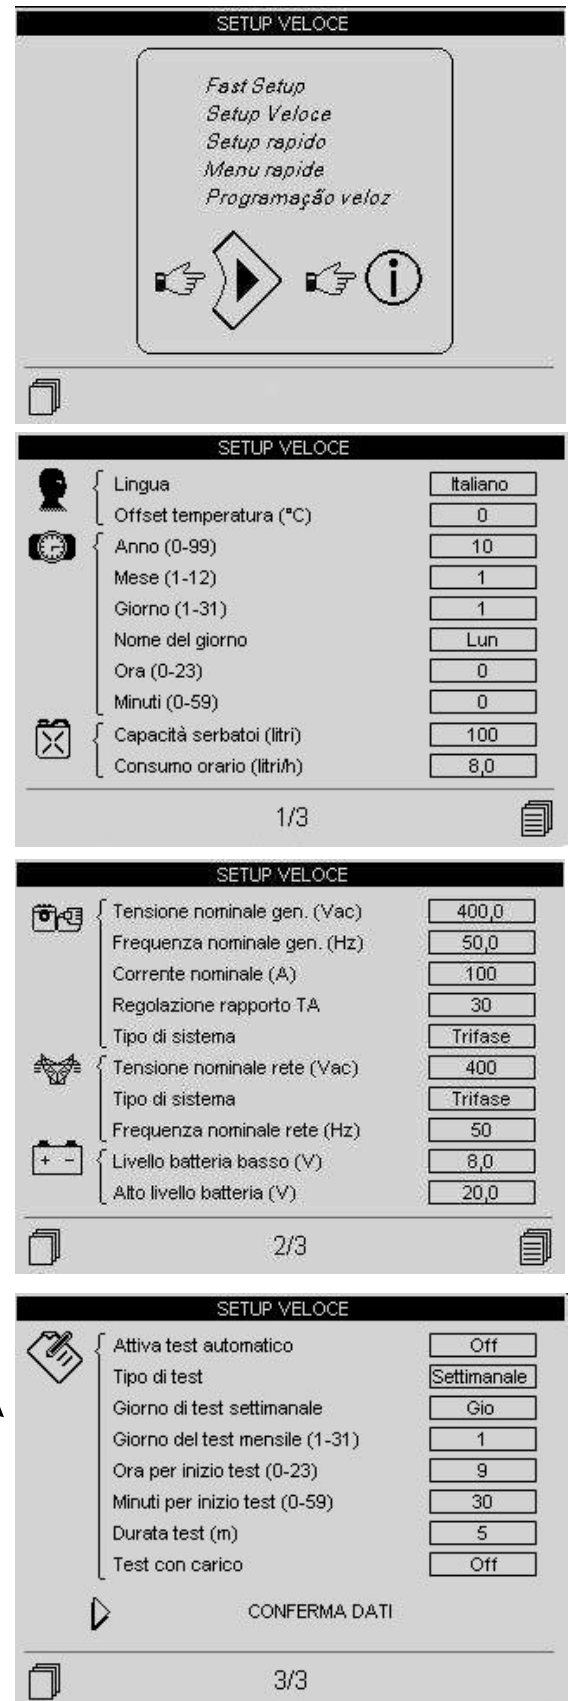 SETUP VELOCE
Fast Setup
Setup Veloce
Setup rapido
Menu rapide
Programação veloz
SETUP VELOCE
Lingua Italiano
Offset temperatura (°C) 0
Anno (0-99) 10
Mese (1-12) 1
Giorno (1-31) 1
Nome del giorno Lun
Ora (0-23) 0
Minuti (0-59) 0
Capacità serbatoi (litri) 100
Consumo orario (litri/h) 8,0
1/3
SETUP VELOCE
Tensione nominale gen. (Vac) 400,0
Frequenza nominale gen. (Hz) 50,0
Corrente nominale (A) 100
Regolazione rapporto TA 30
Tipo di sistema Trifase
Tensione nominale rete (Vac) 400
Tipo di sistema Trifase
Frequenza nominale rete (Hz) 50
Livello batteria basso (V) 8,0
Alto livello batteria (V) 20,0
2/3
SETUP VELOCE
Attiva test automatico Off
Tipo di test Settimanale
Giorno di test settimanale Gio
Giorno del test mensile (1-31) 1
Ora per inizio test (0-23) 9
Minuti per inizio test (0-59) 30
Durata test (m) 5
Test con carico Off
CONFERMA DATI
3/3